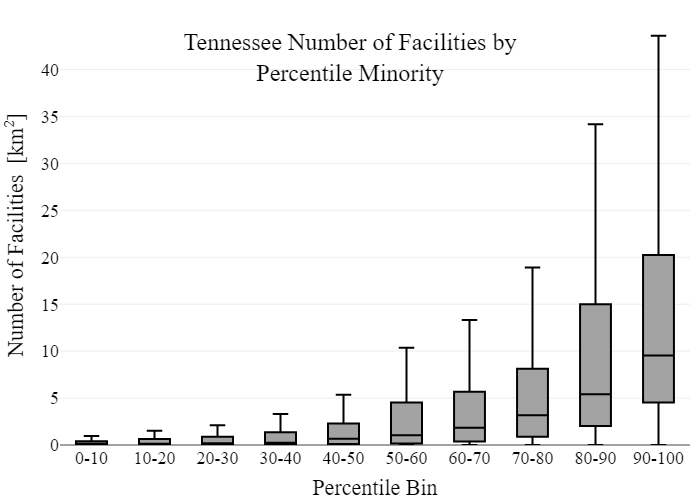 Tennessee Number of Facilities by
Percentile Minority
Number of Facilities [km²]
40
35
30
25
20
15
10
5
0
0-10 10-20 20-30 30-40 40-50 50-60 60-70 70-80 80-90 90-100
Percentile Bin